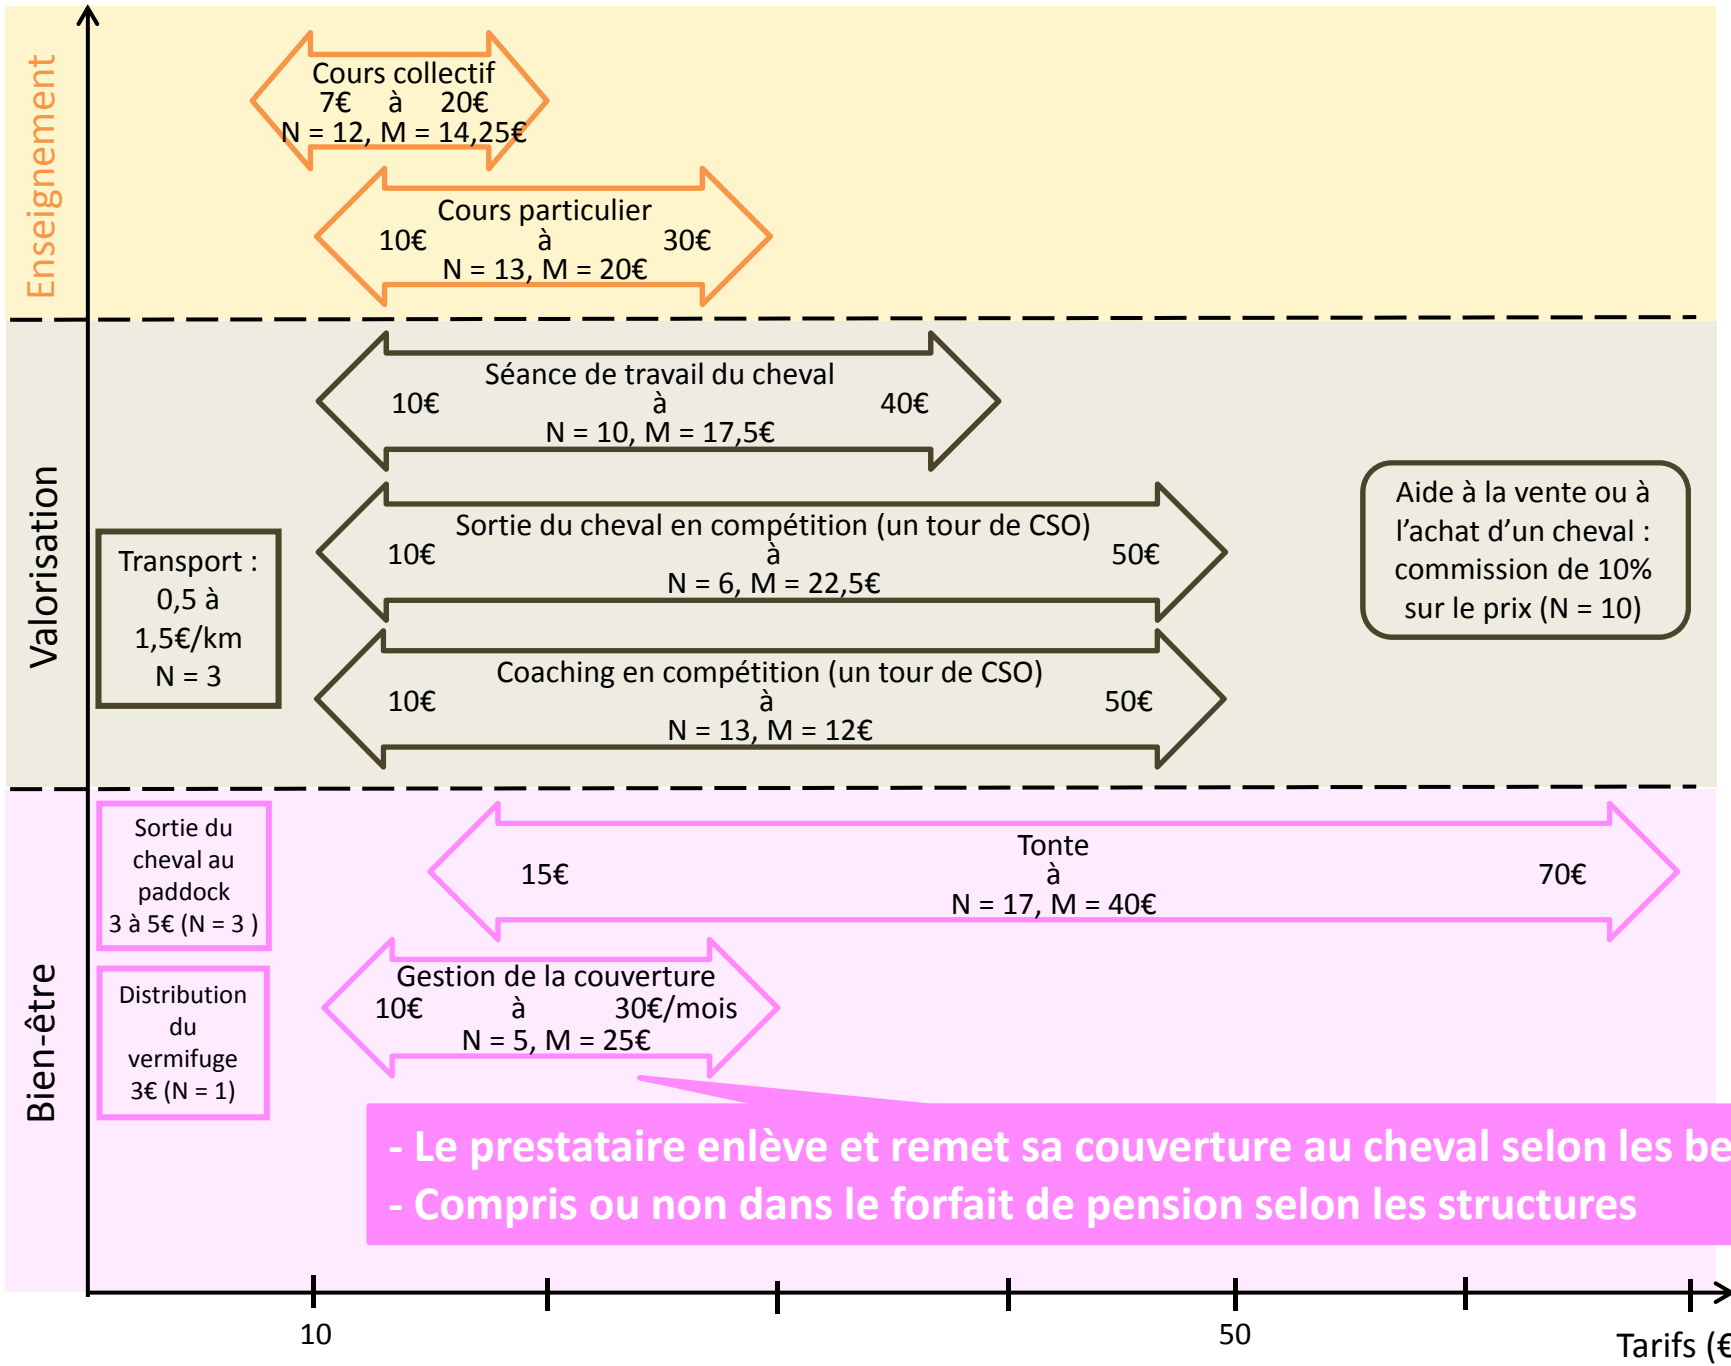 Enseignement
Cours collectif
7€ à 20€
N = 12, M = 14,25€
Cours particulier
10€ à 30€
N = 13, M = 20€
Valorisation
Séance de travail du cheval
10€ à 40€
N = 10, M = 17,5€
Sortie du cheval en compétition (un tour de CSO)
10€ à 50€
N = 6, M = 22,5€
Coaching en compétition (un tour de CSO)
10€ à 50€
N = 13, M = 12€
Transport :
0,5 à
1,5€/km
N = 3
Aide à la vente ou à
l’achat d’un cheval :
commission de 10%
sur le prix (N = 10)
Bien-être
Sortie du
cheval au
paddock
3 à 5€ (N = 3 )
Tonte
15€ à 70€
N = 17, M = 40€
Distribution
du
vermifuge
3€ (N = 1)
Gestion de la couverture
10€ à 30€/mois
N = 5, M = 25€
- Le prestataire enlève et remet sa couverture au cheval selon les be
- Compris ou non dans le forfait de pension selon les structures
10 50
Tarifs (€